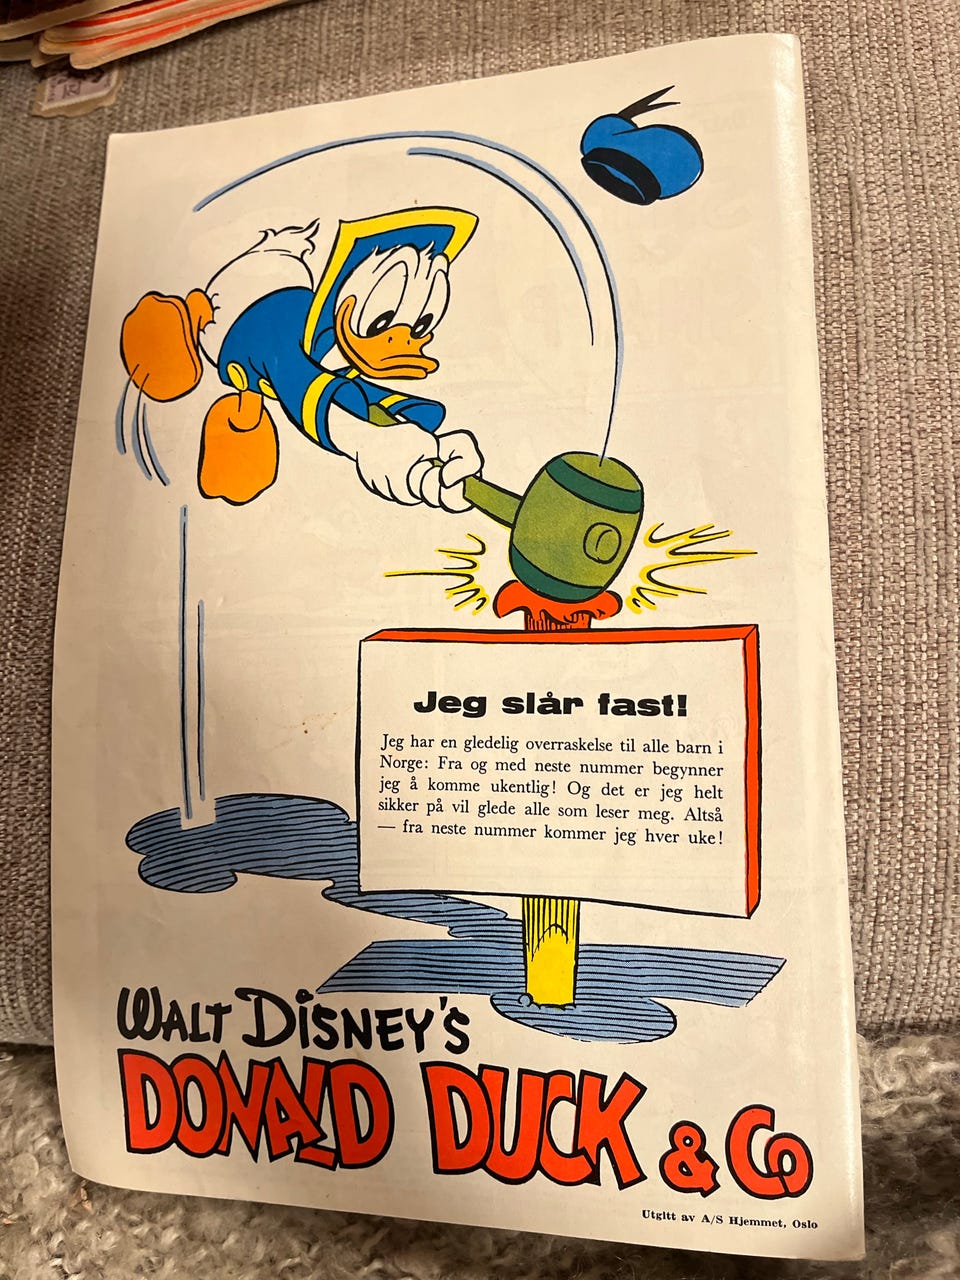 Jeg slår fast!
Jeg har en gledelig overraskelse til alle barn i
Norge: Fra og med neste nummer begynner
jeg å komme ukentlig! Og det er jeg helt
sikker på vil glede alle som leser meg. Altså
— fra neste nummer kommer jeg hver uke!
WALT DISNEY'S
DONALD DUCK & Co
Utgitt av A/S Hjemmet, Oslo